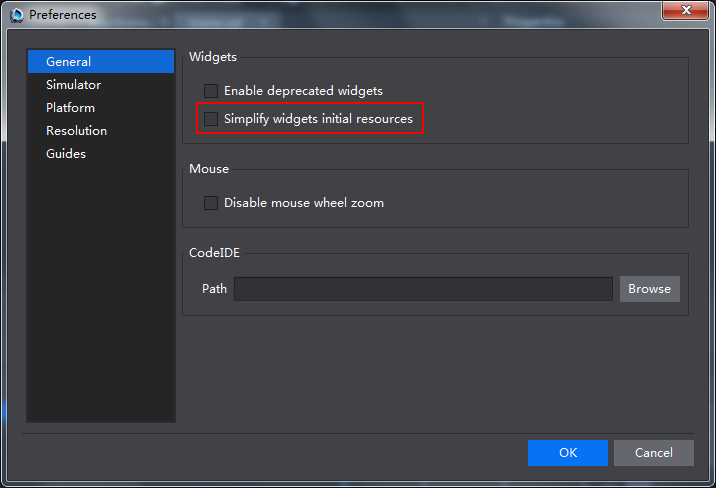 Preferences
General
Simulator
Platform
Resolution
Guides
Widgets
Enable deprecated widgets
Simplify widgets initial resources
Mouse
Disable mouse wheel zoom
CodeIDE
Path
Browse
OK
Cancel